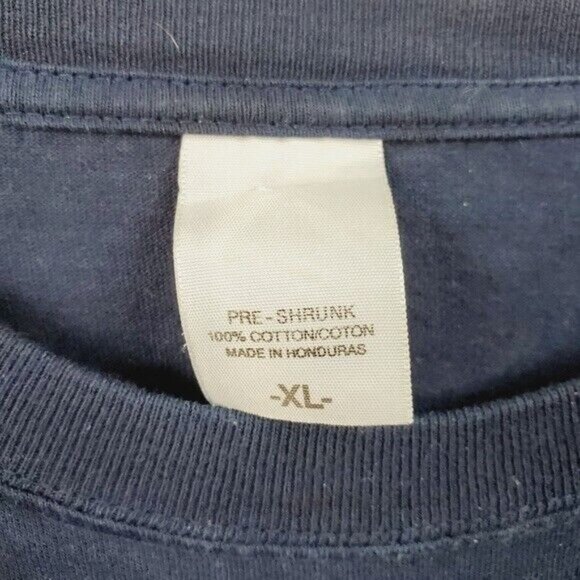 PRE-SHRUNK
100% COTTON/COTON
MADE IN HONDURAS
-XL-